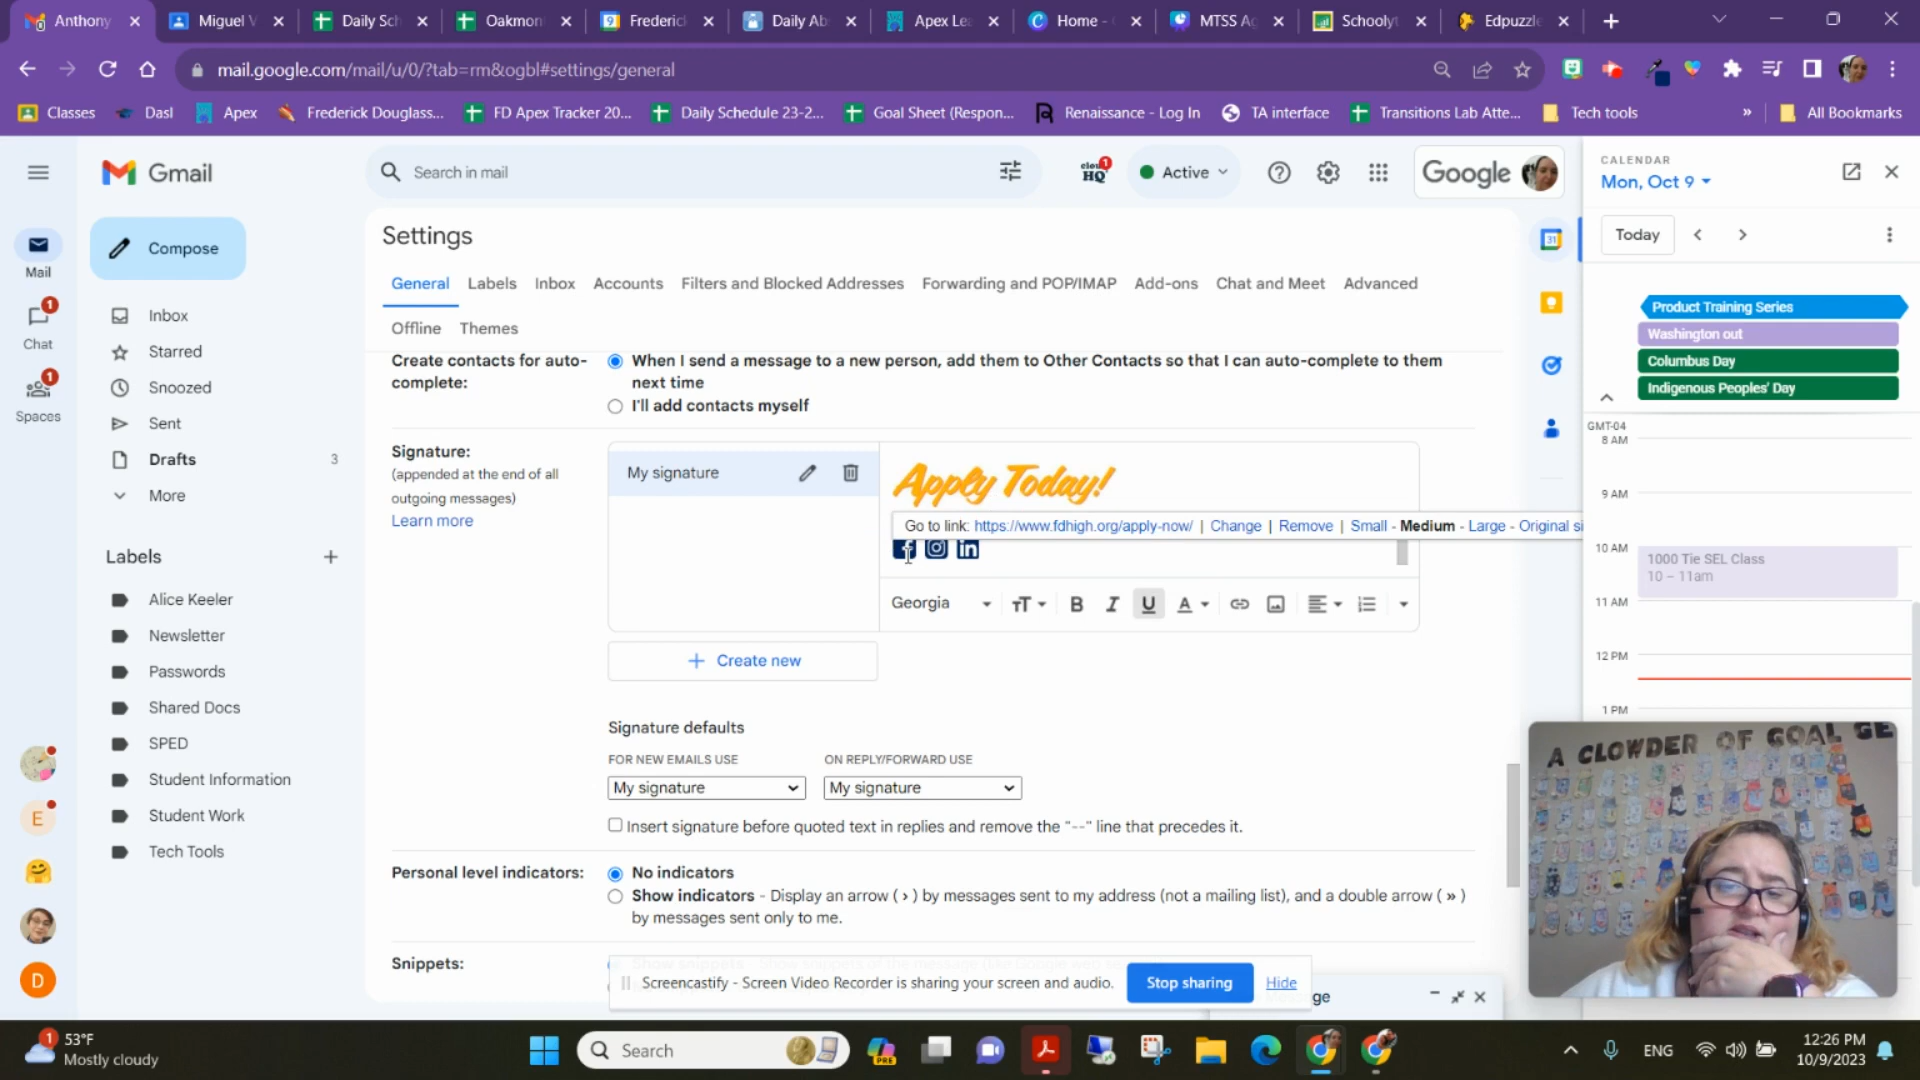 Anthony
Miguel V
Daily Sch
Oakmon
Frederic
Daily Ab
Apex Le
Home -
MTSS Ag
Schooly
Edpuzzle
mail.google.com/mail/u/0/?tab=rm&ogbl#settings/general
Classes
Dasl
Apex
Frederick Douglass...
FD Apex Tracker 20...
Daily Schedule 23-2...
Goal Sheet (Respon...
Renaissance - Log In
TA interface
Transitions Lab Atte...
Tech tools
»
All Bookmarks
Gmail
Search in mail
cloudHQ
1
Active
Google
CALENDAR
Mon, Oct 9
Today
Mail
Chat
1
Spaces
1
Compose
Inbox
Starred
Snoozed
Sent
Drafts
3
More
Labels
Alice Keeler
Newsletter
Passwords
Shared Docs
SPED
Student Information
Student Work
Tech Tools
E
D
Settings
General
Labels
Inbox
Accounts
Filters and Blocked Addresses
Forwarding and POP/IMAP
Add-ons
Chat and Meet
Advanced
Offline
Themes
Create contacts for auto-
complete:
When I send a message to a new person, add them to Other Contacts so that I can auto-complete to them
next time
I'll add contacts myself
Signature:
(appended at the end of all
outgoing messages)
Learn more
My signature
Apply Today!
Go to link: https://www.fdhigh.org/apply-now/ | Change | Remove | Small - Medium - Large - Original si
f
in
Georgia
TT
B
I
U
A
Create new
Signature defaults
FOR NEW EMAILS USE
ON REPLY/FORWARD USE
My signature
My signature
Insert signature before quoted text in replies and remove the "--" line that precedes it.
Personal level indicators:
No indicators
Show indicators - Display an arrow ( › ) by messages sent to my address (not a mailing list), and a double arrow ( » )
by messages sent only to me.
Snippets:
Screencastify - Screen Video Recorder is sharing your screen and audio.
Stop sharing
Hide
ge
31
Product Training Series
Washington out
Columbus Day
Indigenous Peoples' Day
GMT-04
8 AM
9 AM
10 AM
1000 Tie SEL Class
10 – 11am
11 AM
12 PM
1 PM
A CLOWDER OF GOAL GE
1
53°F
Mostly cloudy
Search
PRE
ENG
12:26 PM
10/9/2023